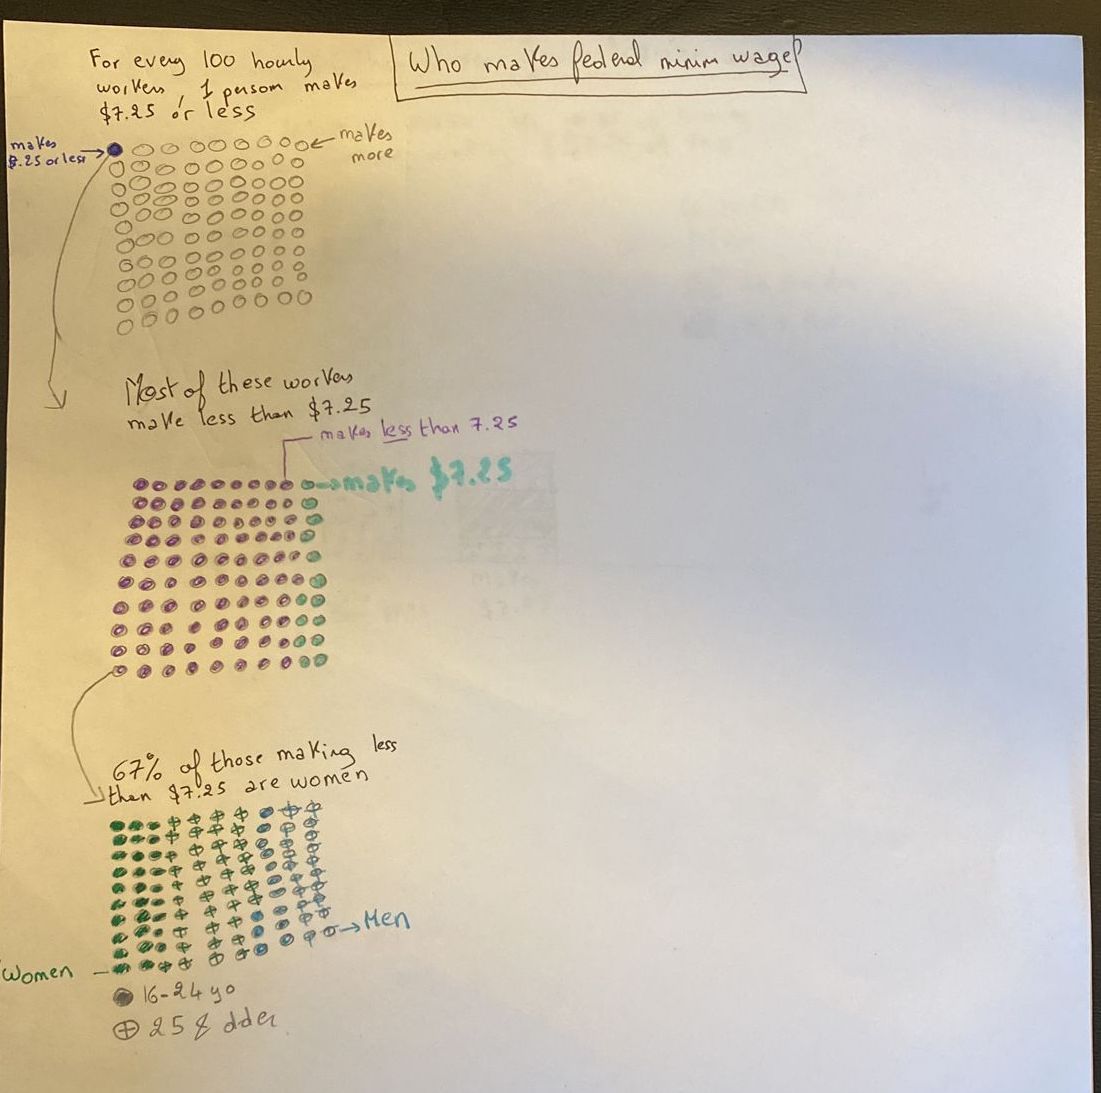 Who makes federal minim wage?
For every 100 hourly
workers, 1 person makes
$7.25 or less
makes
$.25 or less
makes
more
Most of these workers
make less than $7.25
makes less than 7.25
makes $7.25
67% of those making less
then $7.25 are women
Men
Women
16-24 yo
25 & older